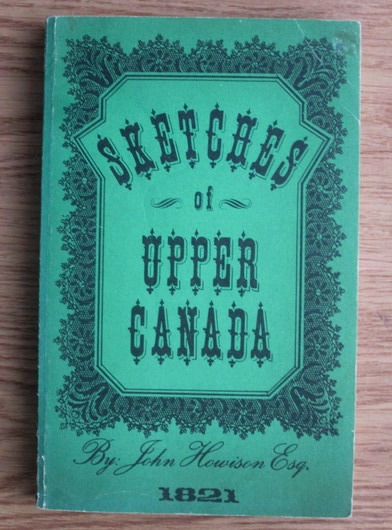 SKETCHES
of
UPPER
CANADA
By: John Howison Esq.
1821